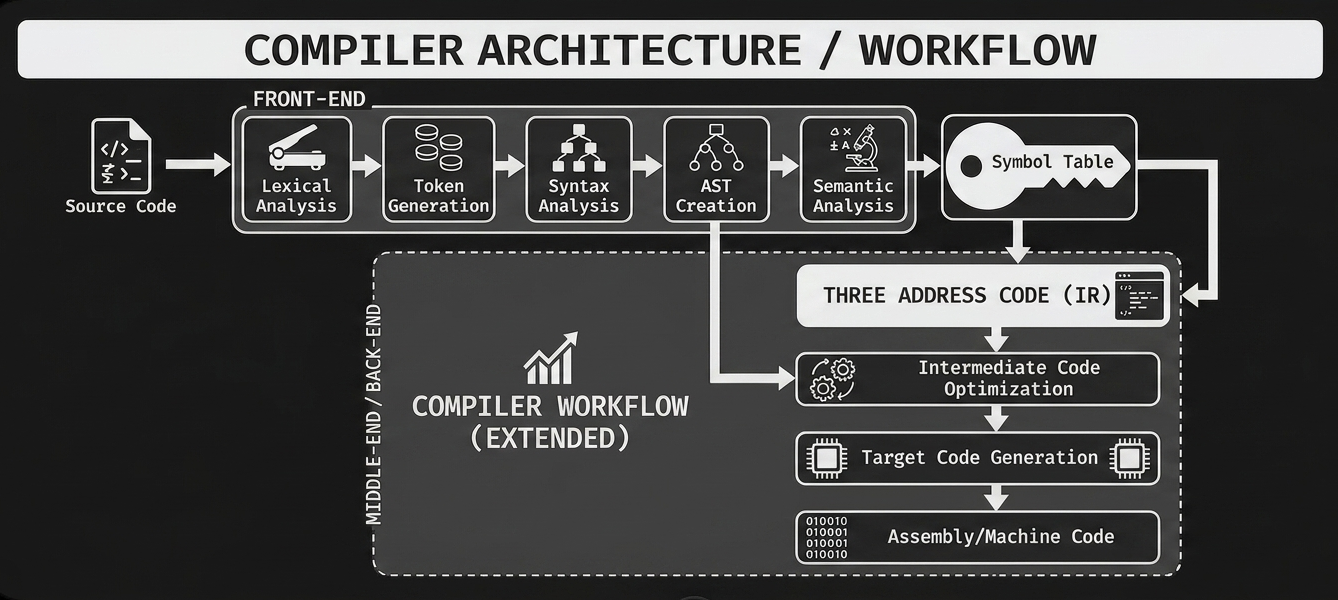 COMPILER ARCHITECTURE / WORKFLOW
FRONT-END
Source Code
Lexical
Analysis
Token
Generation
Syntax
Analysis
AST
Creation
Semantic
Analysis
Symbol Table
MIDDLE-END / BACK-END
COMPILER WORKFLOW
(EXTENDED)
THREE ADDRESS CODE (IR)
Intermediate Code
Optimization
Target Code Generation
010010
010001
010001
010010
Assembly/Machine Code